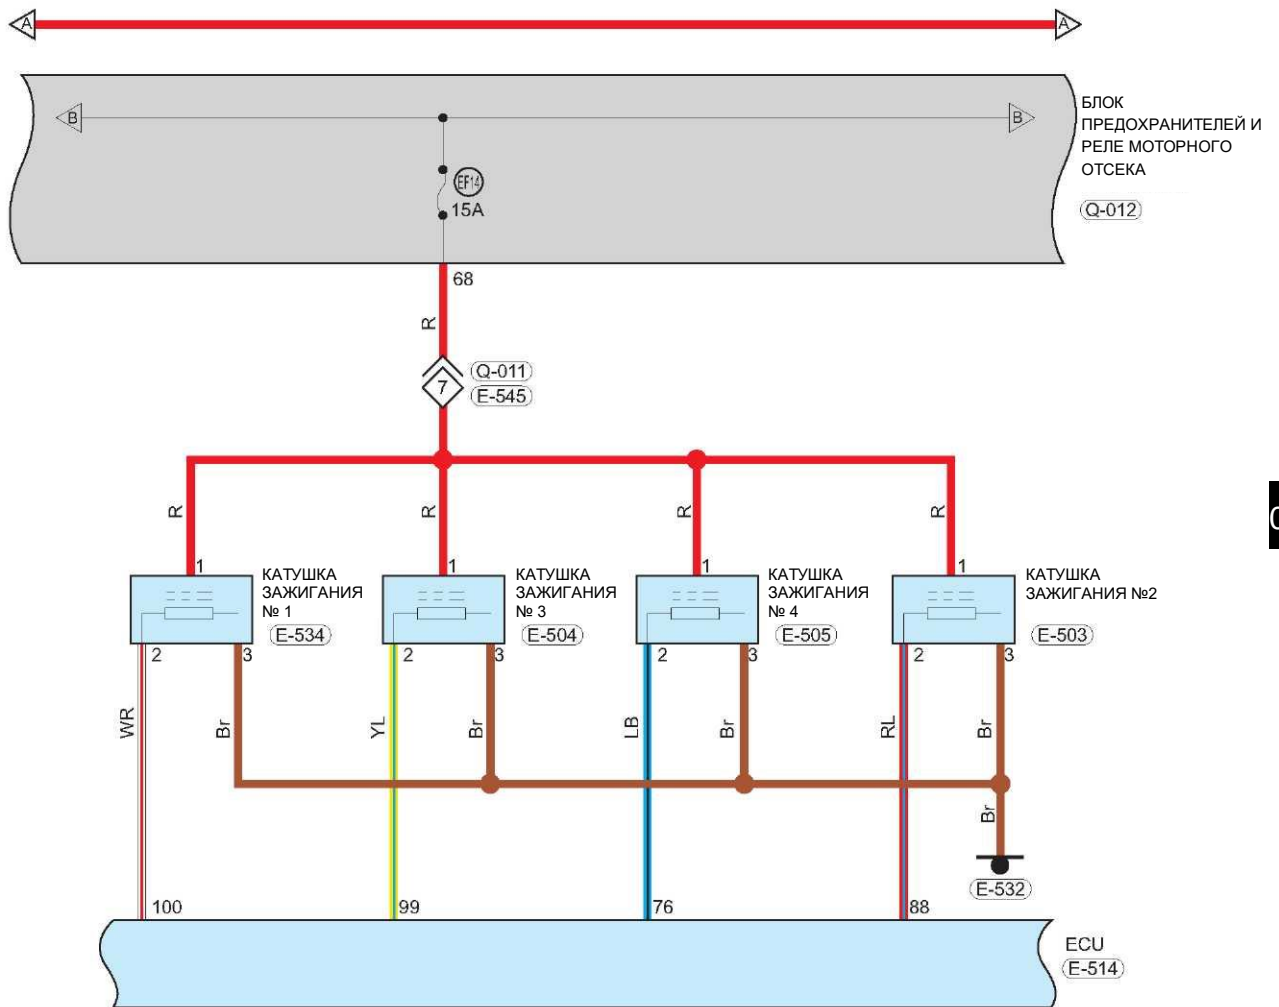 A
A
B
B
БЛОК
ПРЕДОХРАНИТЕЛЕЙ И
РЕЛЕ МОТОРНОГО
ОТСЕКА
Q-012
EF14
15A
68
R
7
Q-011
E-545
R
R
R
R
1
1
1
1
КАТУШКА
ЗАЖИГАНИЯ
№ 1
E-534
КАТУШКА
ЗАЖИГАНИЯ
№ 3
E-504
КАТУШКА
ЗАЖИГАНИЯ
№ 4
E-505
КАТУШКА
ЗАЖИГАНИЯ №2
E-503
2
3
2
3
2
3
2
3
WR
Br
YL
Br
LB
Br
RL
Br
Br
E-532
100
99
76
88
ECU
E-514